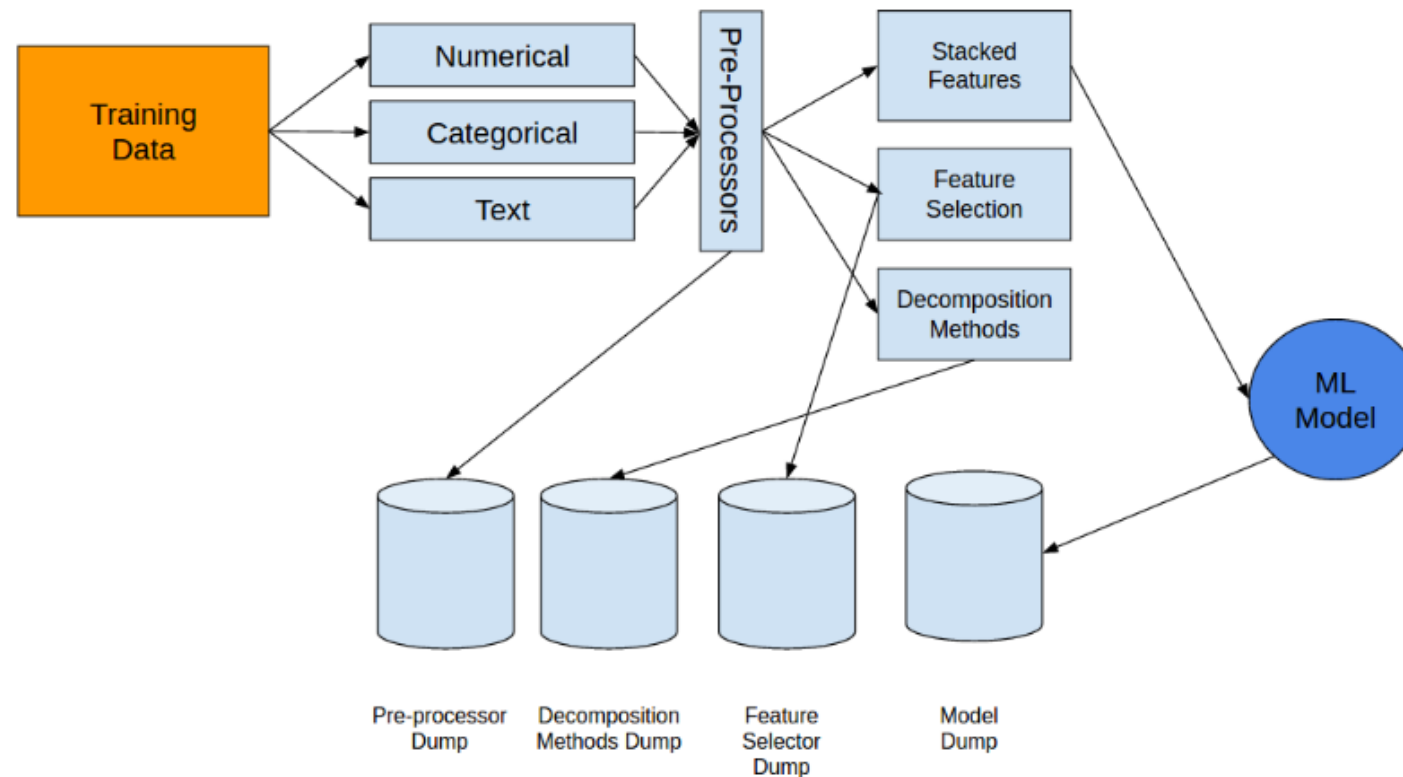 Training
Data
Numerical
Categorical
Text
Pre-Processors
Stacked
Features
Feature
Selection
Decomposition
Methods
ML
Model
Pre-processor
Dump
Decomposition
Methods Dump
Feature
Selector
Dump
Model
Dump